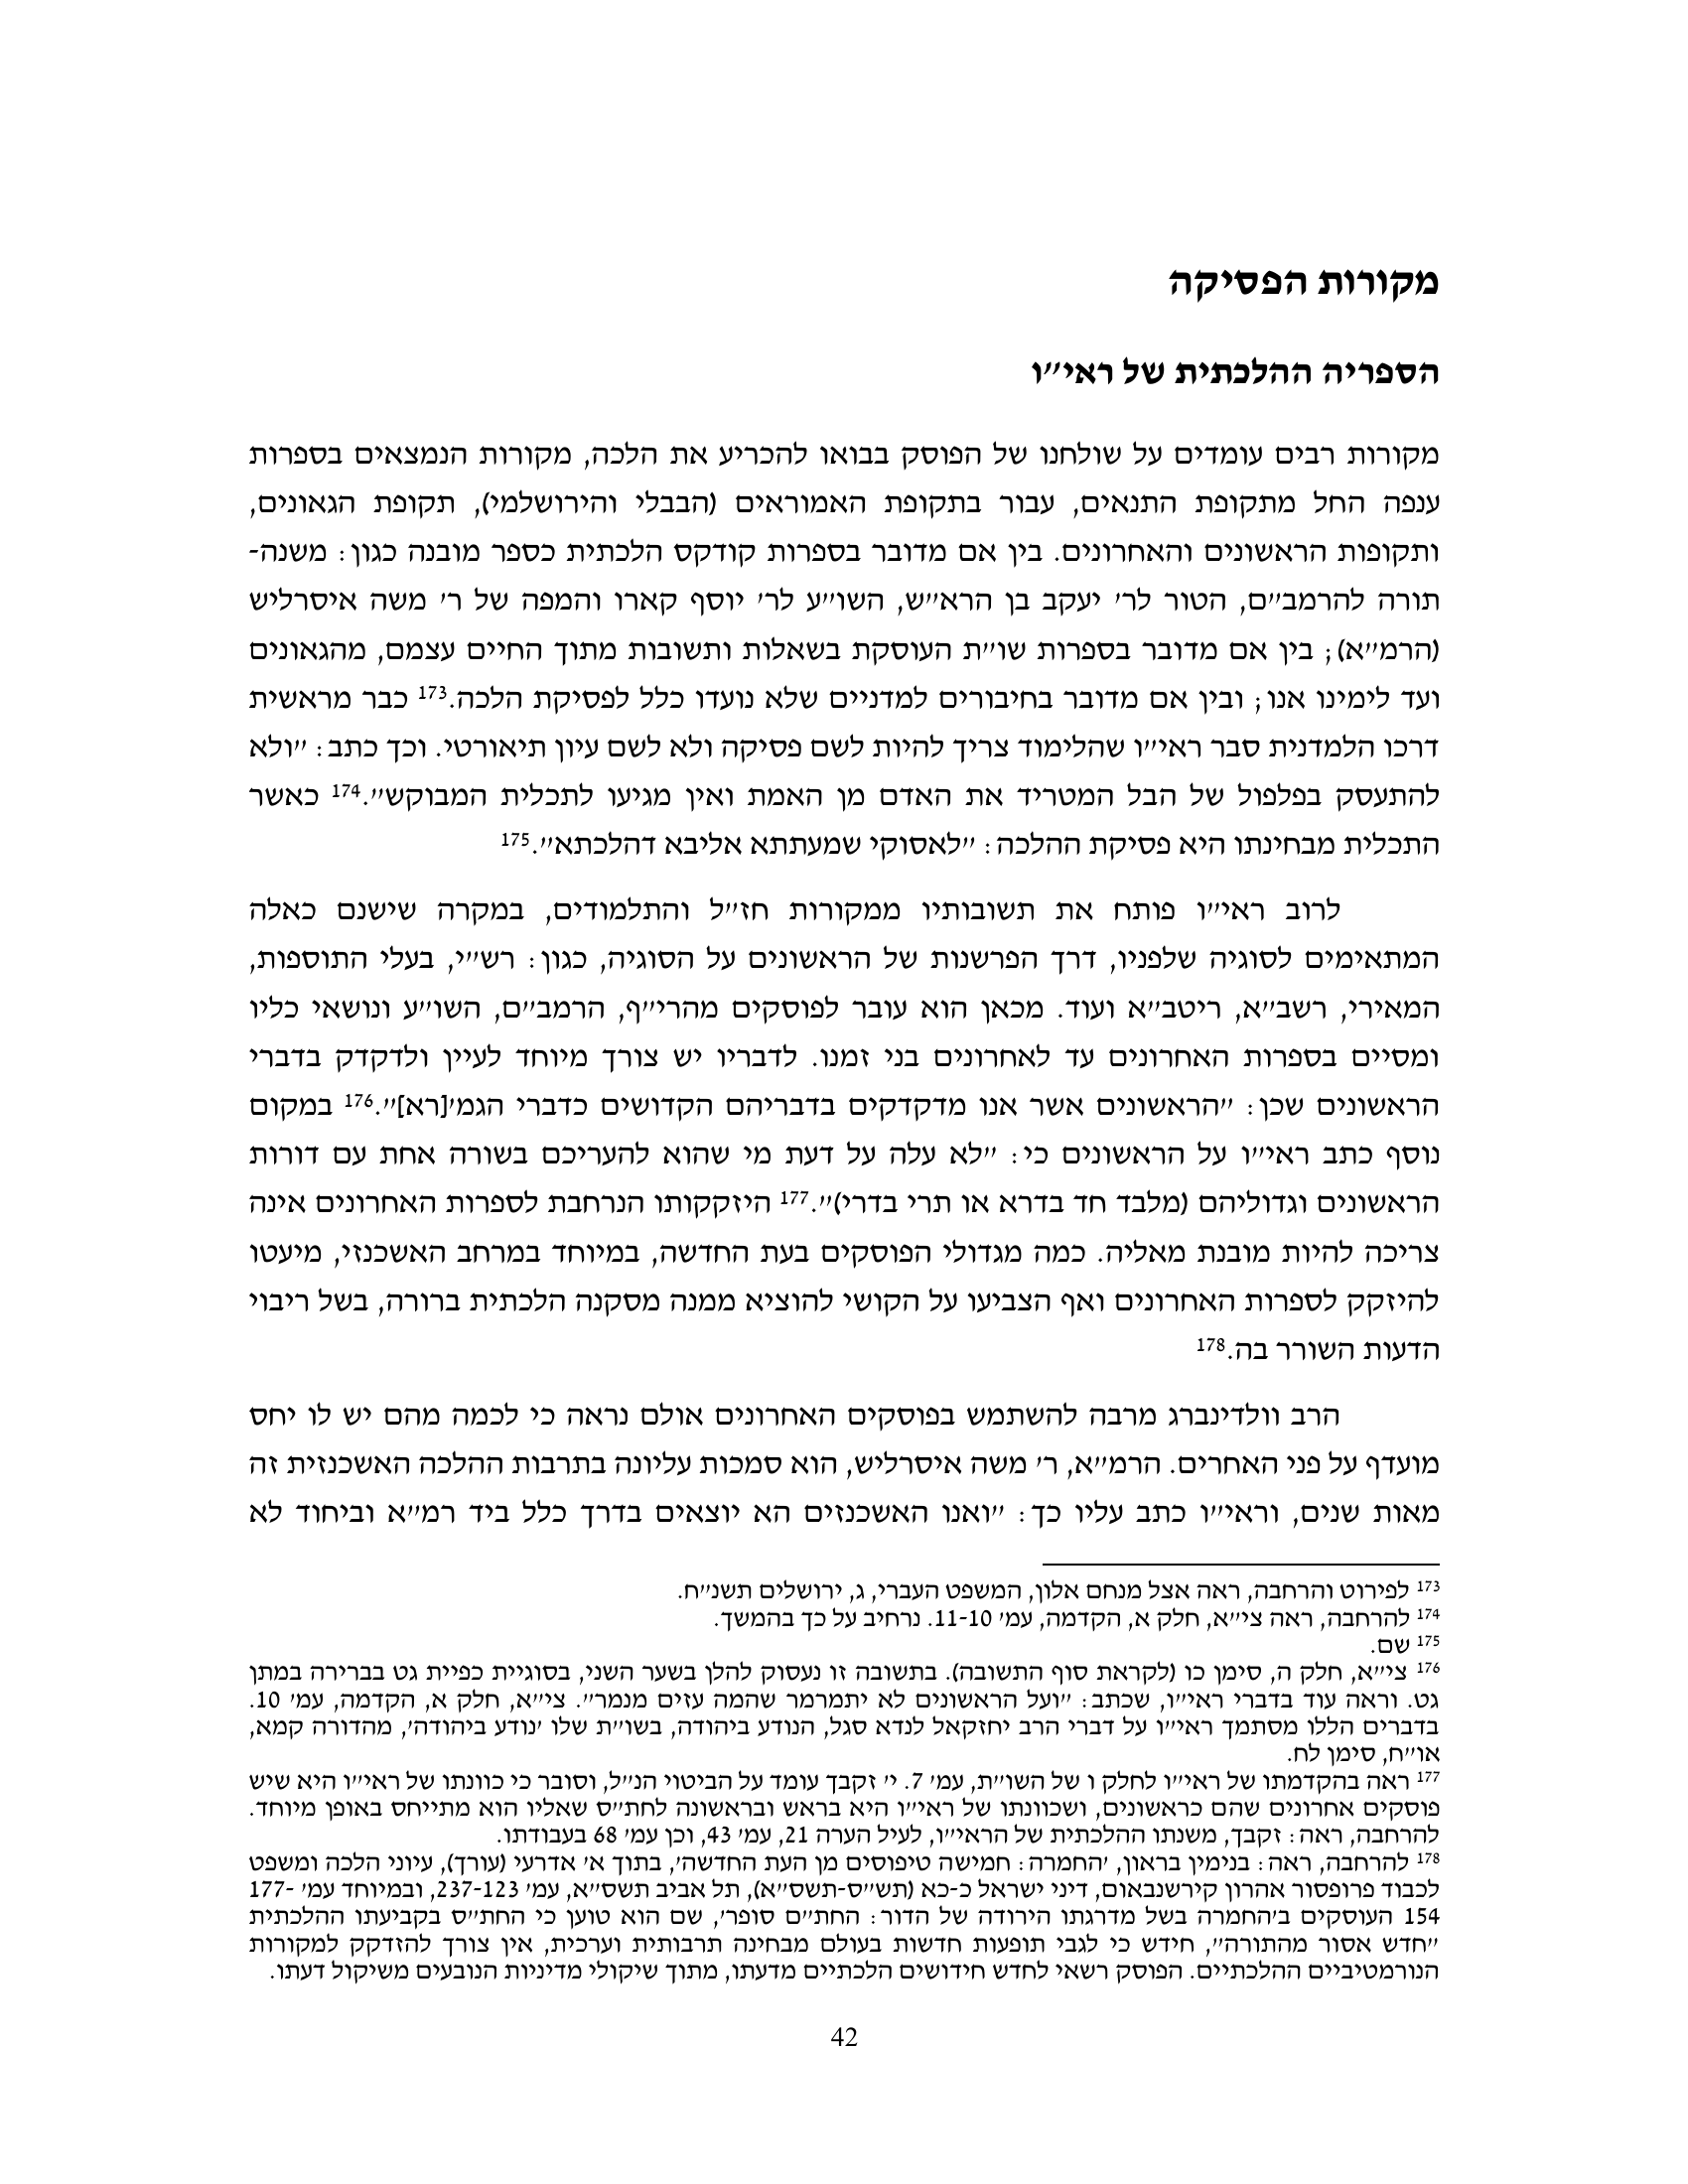 מקורות הפסיקה
הספריה ההלכתית של ראי״ו
מקורות רבים עומדים על שולחנו של הפוסק בבואו להכריע את הלכה, מקורות הנמצאים בספרות
ענפה החל מתקופת התנאים, עבור בתקופת האמוראים (הבבלי והירושלמי), תקופת הגאונים,
ותקופות הראשונים והאחרונים. בין אם מדובר בספרות קודקס הלכתית כספר מובנה כגון: משנה-
תורה להרמב״ם, הטור לר׳ יעקב בן הרא״ש, השו״ע לר׳ יוסף קארו והמפה של ר׳ משה איסרליש
(הרמ״א); בין אם מדובר בספרות שו״ת העוסקת בשאלות ותשובות מתוך החיים עצמם, מהגאונים
ועד לימינו אנו; ובין אם מדובר בחיבורים למדניים שלא נועדו כלל לפסיקת הלכה.173 כבר מראשית
דרכו הלמדנית סבר ראי״ו שהלימוד צריך להיות לשם פסיקה ולא לשם עיון תיאורטי. וכך כתב: ״ולא
להתעסק בפלפול של הבל המטריד את האדם מן האמת ואין מגיעו לתכלית המבוקש״.174 כאשר
התכלית מבחינתו היא פסיקת ההלכה: ״לאסוקי שמעתתא אליבא דהלכתא״.175
לרוב ראי״ו פותח את תשובותיו ממקורות חז״ל והתלמודים, במקרה שישנם כאלה
המתאימים לסוגיה שלפניו, דרך הפרשנות של הראשונים על הסוגיה, כגון: רש״י, בעלי התוספות,
המאירי, רשב״א, ריטב״א ועוד. מכאן הוא עובר לפוסקים מהרי״ף, הרמב״ם, השו״ע ונושאי כליו
ומסיים בספרות האחרונים עד לאחרונים בני זמנו. לדבריו יש צורך מיוחד לעיין ולדקדק בדברי
הראשונים שכן: ״הראשונים אשר אנו מדקדקים בדבריהם הקדושים כדברי הגמ׳[רא]״.176 במקום
נוסף כתב ראי״ו על הראשונים כי: ״לא עלה על דעת מי שהוא להעריכם בשורה אחת עם דורות
הראשונים וגדוליהם (מלבד חד בדרא או תרי בדרי)״.177 היזקקותו הנרחבת לספרות האחרונים אינה
צריכה להיות מובנת מאליה. כמה מגדולי הפוסקים בעת החדשה, במיוחד במרחב האשכנזי, מיעטו
להיזקק לספרות האחרונים ואף הצביעו על הקושי להוציא ממנה מסקנה הלכתית ברורה, בשל ריבוי
הדעות השורר בה.178
הרב וולדינברג מרבה להשתמש בפוסקים האחרונים אולם נראה כי לכמה מהם יש לו יחס
מועדף על פני האחרים. הרמ״א, ר׳ משה איסרליש, הוא סמכות עליונה בתרבות ההלכה האשכנזית זה
מאות שנים, וראי״ו כתב עליו כך: ״ואנו האשכנזים הא יוצאים בדרך כלל ביד רמ״א וביחוד לא
173 לפירוט והרחבה, ראה אצל מנחם אלון, המשפט העברי, ג, ירושלים תשנ״ח.
174 להרחבה, ראה צי״א, חלק א, הקדמה, עמ׳ 11-10. נרחיב על כך בהמשך.
175 שם.
176 צי״א, חלק ה, סימן כו (לקראת סוף התשובה). בתשובה זו נעסוק להלן בשער השני, בסוגיית כפיית גט בברירה במתן
גט. וראה עוד בדברי ראי״ו, שכתב: ״ועל הראשונים לא יתמרמר שהמה עזים מנמר״. צי״א, חלק א, הקדמה, עמ׳ 10.
בדברים הללו מסתמך ראי״ו על דברי הרב יחזקאל לנדא סגל, הנודע ביהודה, בשו״ת שלו ׳נודע ביהודה׳, מהדורה קמא,
או״ח, סימן לח.
177 ראה בהקדמתו של ראי״ו לחלק ו של השו״ת, עמ׳ 7. י׳ זקבך עומד על הביטוי הנ״ל, וסובר כי כוונתו של ראי״ו היא שיש
פוסקים אחרונים שהם כראשונים, ושכוונתו של ראי״ו היא בראש ובראשונה לחת״ס שאליו הוא מתייחס באופן מיוחד.
להרחבה, ראה: זקבך, משנתו ההלכתית של הראי״ו, לעיל הערה 21, עמ׳ 43, וכן עמ׳ 68 בעבודתו.
178 להרחבה, ראה: בנימין בראון, ׳החמרה: חמישה טיפוסים מן העת החדשה׳, בתוך א׳ אדרעי (עורך), עיוני הלכה ומשפט
לכבוד פרופסור אהרון קירשנבאום, דיני ישראל כ-כא (תש״ס-תשס״א), תל אביב תשס״א, עמ׳ 237-123, ובמיוחד עמ׳ 177-
154 העוסקים ב׳החמרה בשל מדרגתו הירודה של הדור: החת״ם סופר׳, שם הוא טוען כי החת״ס בקביעתו ההלכתית
״חדש אסור מהתורה״, חידש כי לגבי תופעות חדשות בעולם מבחינה תרבותית וערכית, אין צורך להזדקק למקורות
הנורמטיביים ההלכתיים. הפוסק רשאי לחדש חידושים הלכתיים מדעתו, מתוך שיקולי מדיניות הנובעים משיקול דעתו.
42